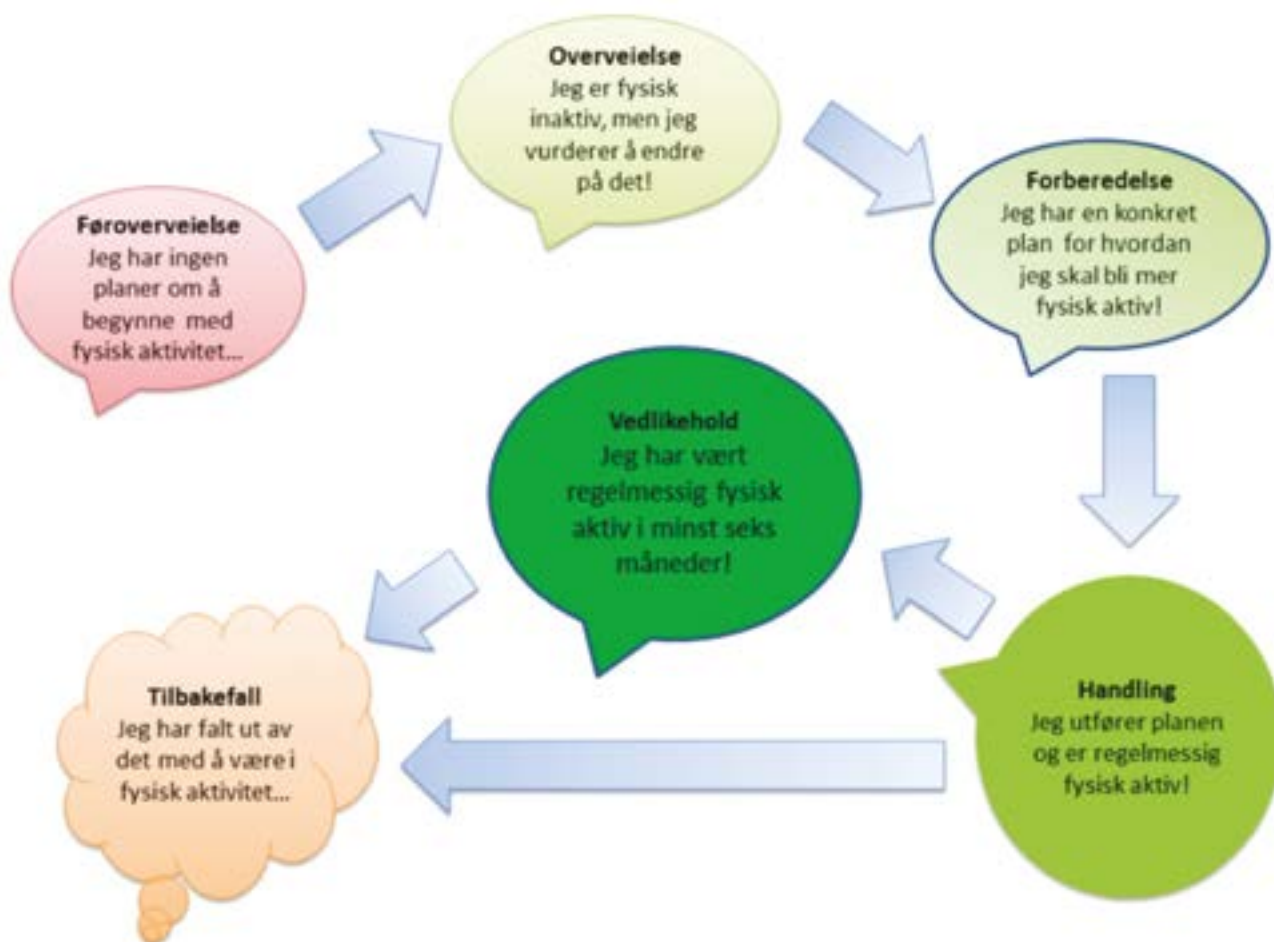 Føroverveielse
Jeg har ingen
planer om å
begynne med
fysisk aktivitet...
Overveielse
Jeg er fysisk
inaktiv, men jeg
vurderer å endre
på det!
Forberedelse
Jeg har en konkret
plan for hvordan
jeg skal bli mer
fysisk aktiv!
Handling
Jeg utfører planen
og er regelmessig
fysisk aktiv!
Vedlikehold
Jeg har vært
regelmessig fysisk
aktiv i minst seks
måneder!
Tilbakefall
Jeg har falt ut av
det med å være i
fysisk aktivitet...